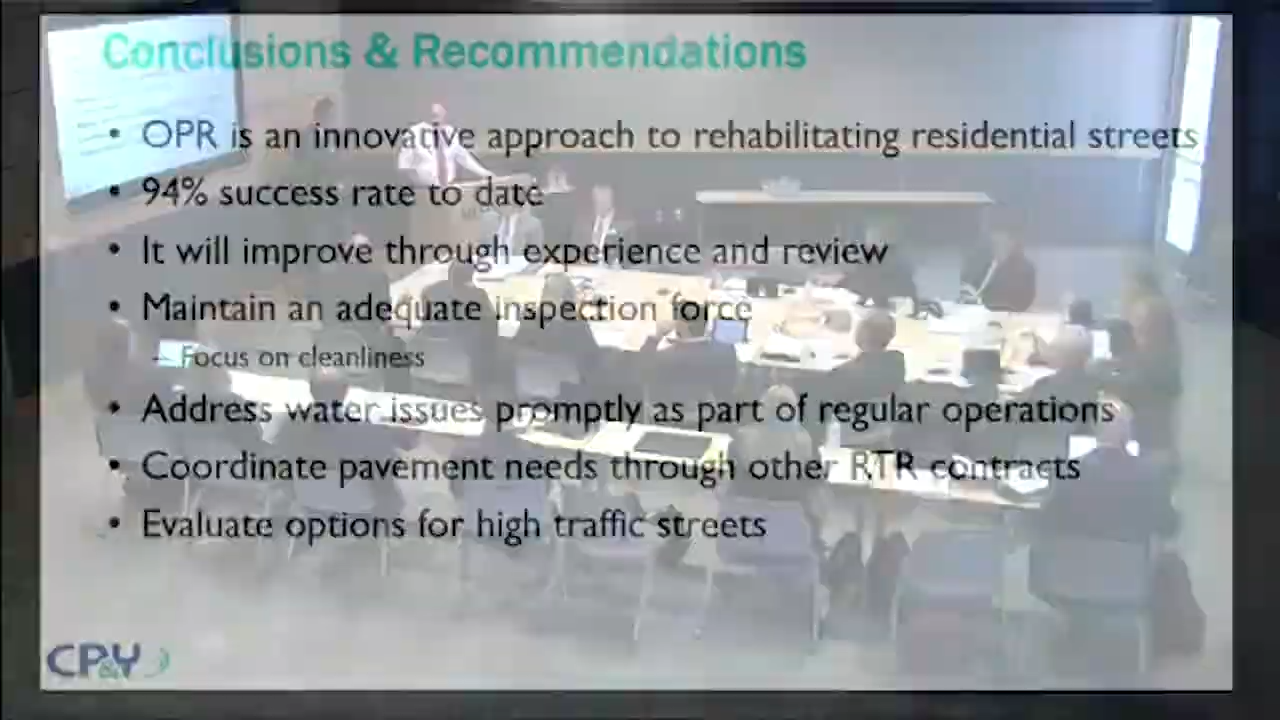 Conclusions & Recommendations
• OPR is an innovative approach to rehabilitating residential streets
• 94% success rate to date
• It will improve through experience and review
• Maintain an adequate inspection force
– Focus on cleanliness
• Address water issues promptly as part of regular operations
• Coordinate pavement needs through other RTR contracts
• Evaluate options for high traffic streets
CP&Y